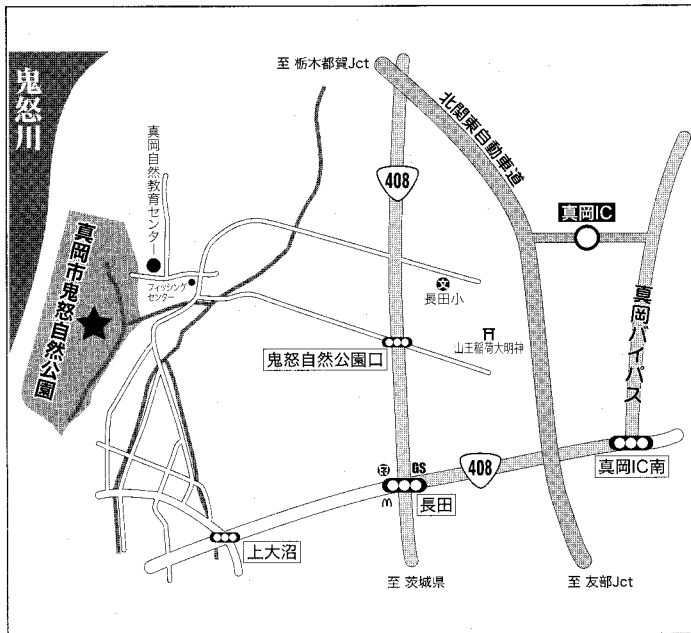 鬼怒川
至 栃木都賀Jct
北関東自動車道
408
真岡自然教育センター
真岡IC
真岡市鬼怒自然公園
フィッシング
センター
文
長田小
真岡バイパス
鬼怒自然公園口
山王稲荷大明神
GS
408
真岡IC南
長田
上大沼
至 茨城県
至 友部Jct